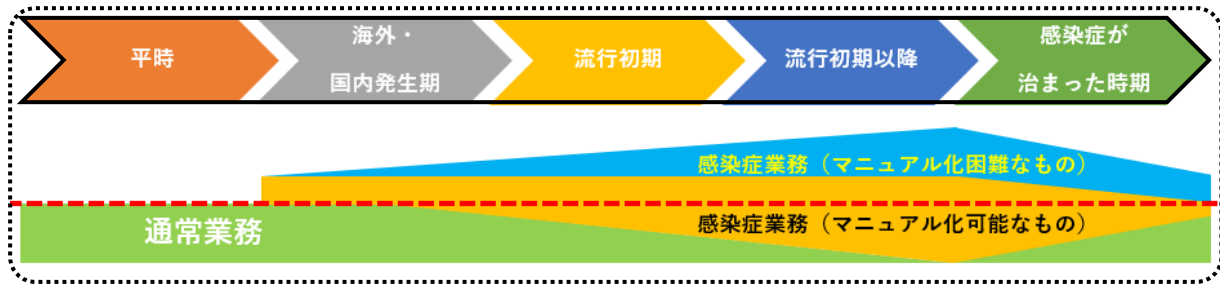 平時
海外・
国内発生期
流行初期
流行初期以降
感染症が
治まった時期
感染症業務（マニュアル化困難なもの）
通常業務
感染症業務（マニュアル化可能なもの）